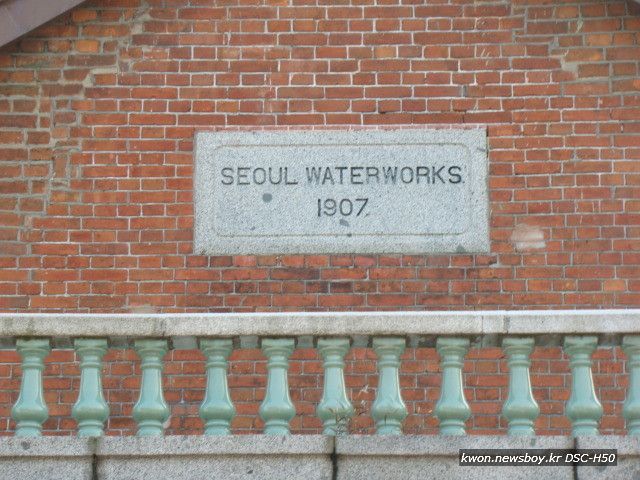 SEOUL WATERWORKS.
1907.
kwon.newsboy.kr DSC-H50